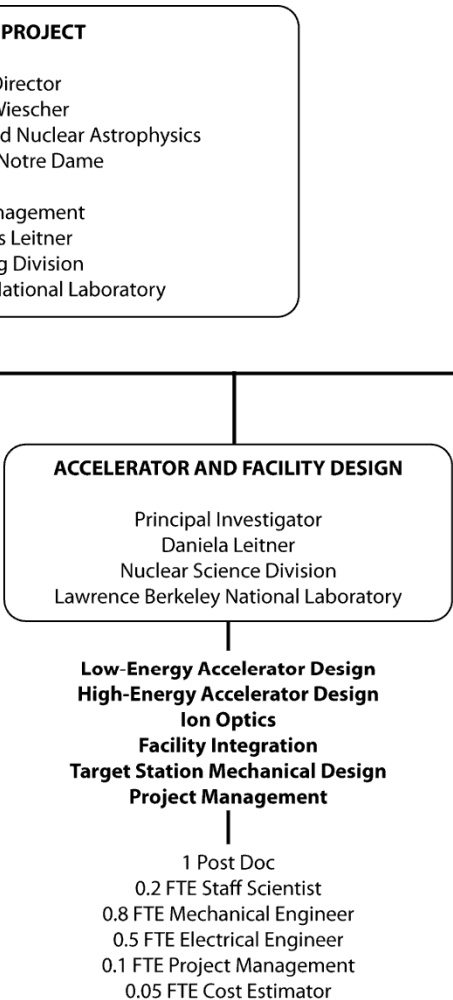 PROJECT
Director
Wiescher
d Nuclear Astrophysics
Notre Dame
nagement
s Leitner
g Division
National Laboratory
ACCELERATOR AND FACILITY DESIGN
Principal Investigator
Daniela Leitner
Nuclear Science Division
Lawrence Berkeley National Laboratory
Low-Energy Accelerator Design
High-Energy Accelerator Design
Ion Optics
Facility Integration
Target Station Mechanical Design
Project Management
1 Post Doc
0.2 FTE Staff Scientist
0.8 FTE Mechanical Engineer
0.5 FTE Electrical Engineer
0.1 FTE Project Management
0.05 FTE Cost Estimator